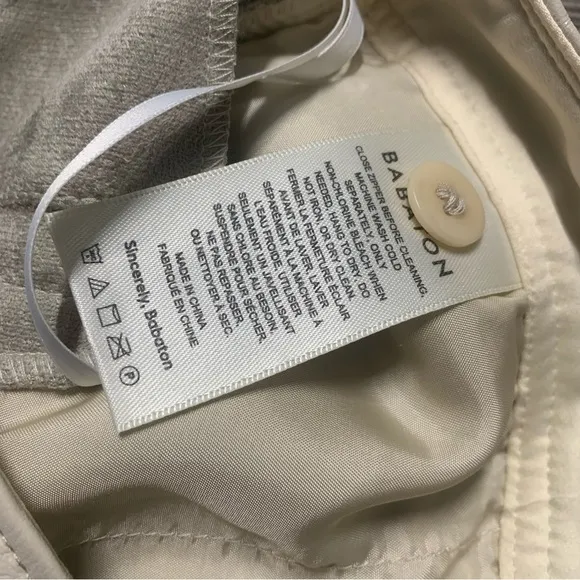 BABATON
CLOSE ZIPPER BEFORE CLEANING.
MACHINE WASH COLD
SEPARATELY. ONLY
NON-CHLORINE BLEACH WHEN
NEEDED. HAND TO DRY. DO
NOT IRON, OR DRY CLEAN.
FERMER LA FERMETURE ÉCLAIR
AVANT DE LAVER. LAVER
SÉPARÉMENT À LA MACHINE À
L'EAU FROIDE. UTILISER
SEULEMENT UN JAVELLISANT
SANS CHLORE AU BESOIN.
SUSPENDRE POUR SÉCHER.
NE PAS REPASSER,
OU NETTOYER À SEC.
MADE IN CHINA
FABRIQUÉ EN CHINE
Sincerely, Babaton
P